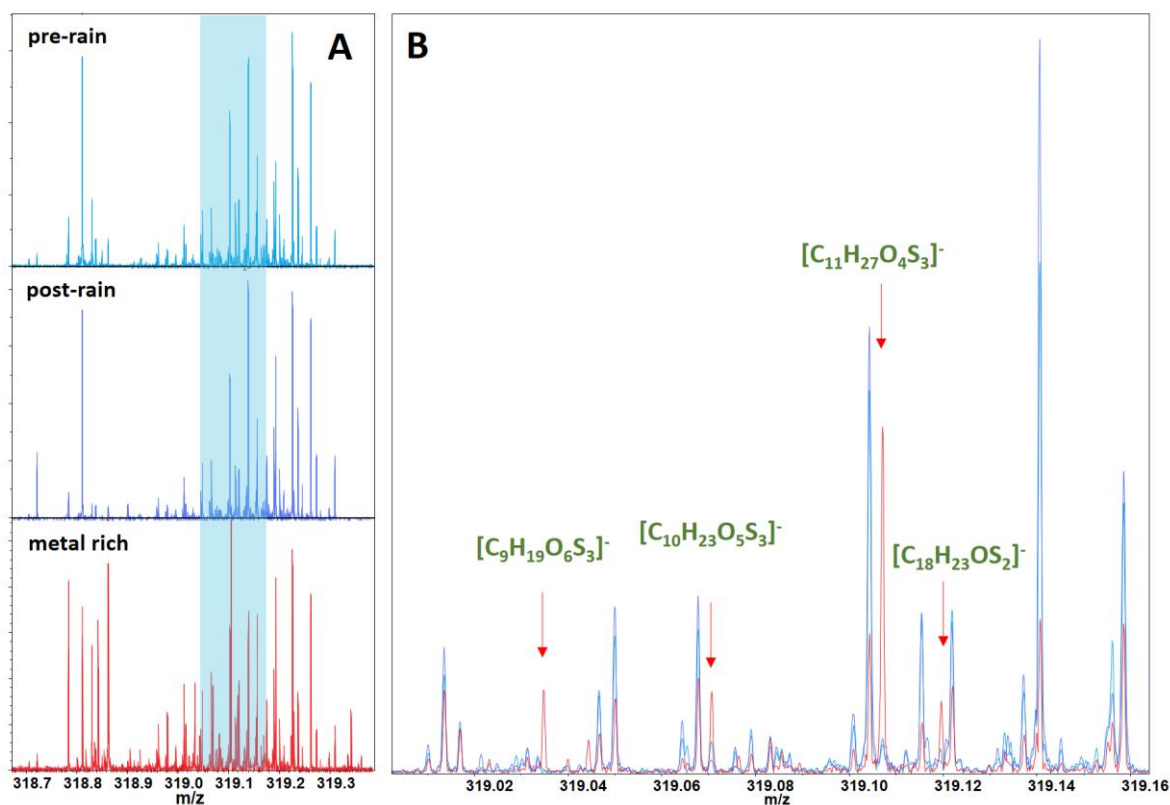 pre-rain
A
post-rain
metal rich
318.7 318.8 318.9 319.0 319.1 319.2 319.3
m/z
B
[C₉H₁₉O₆S₃]⁻
[C₁₀H₂₃O₅S₃]⁻
[C₁₁H₂₇O₄S₃]⁻
[C₁₈H₂₃OS₂]⁻
319.02 319.04 319.06 319.08 319.10 319.12 319.14 319.16
m/z